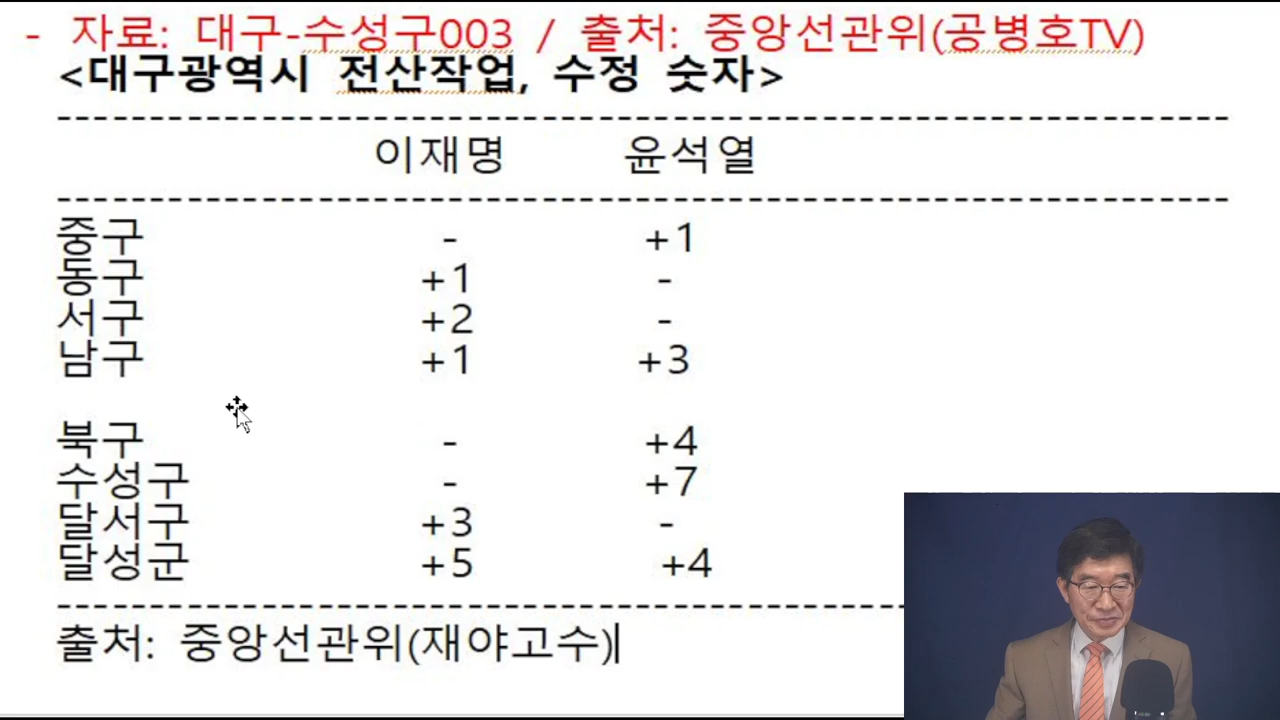 - 자료: 대구-수성구003 / 출처: 중앙선관위(공병호TV)
<대구광역시 전산작업, 수정 숫자>
--------------------------------------------------------------------------
이재명 윤석열
--------------------------------------------------------------------------
중구 - +1
동구 +1 -
서구 +2 -
남구 +1 +3
북구 - +4
수성구 - +7
달서구 +3 -
달성군 +5 +4
--------------------------------------------------------------------------
출처: 중앙선관위(재야고수)